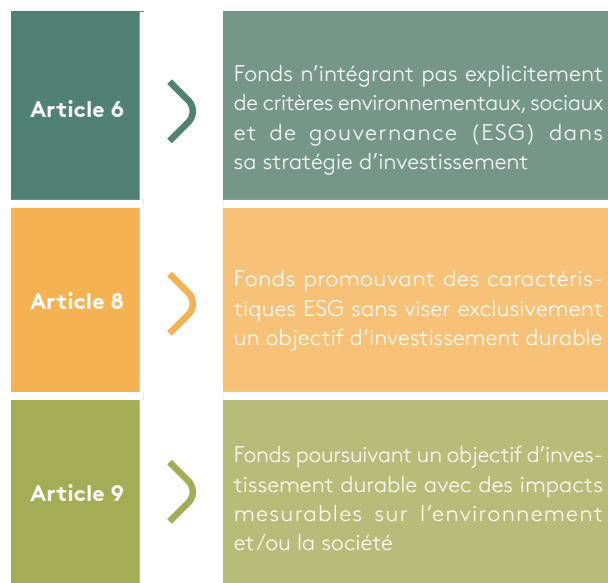 Article 6
Fonds n’intégrant pas explicitement
de critères environnementaux, sociaux
et de gouvernance (ESG) dans
sa stratégie d’investissement
Article 8
Fonds promouvant des caractéris-
tiques ESG sans viser exclusivement
un objectif d’investissement durable
Article 9
Fonds poursuivant un objectif d’inves-
tissement durable avec des impacts
mesurables sur l’environnement
et/ou la société